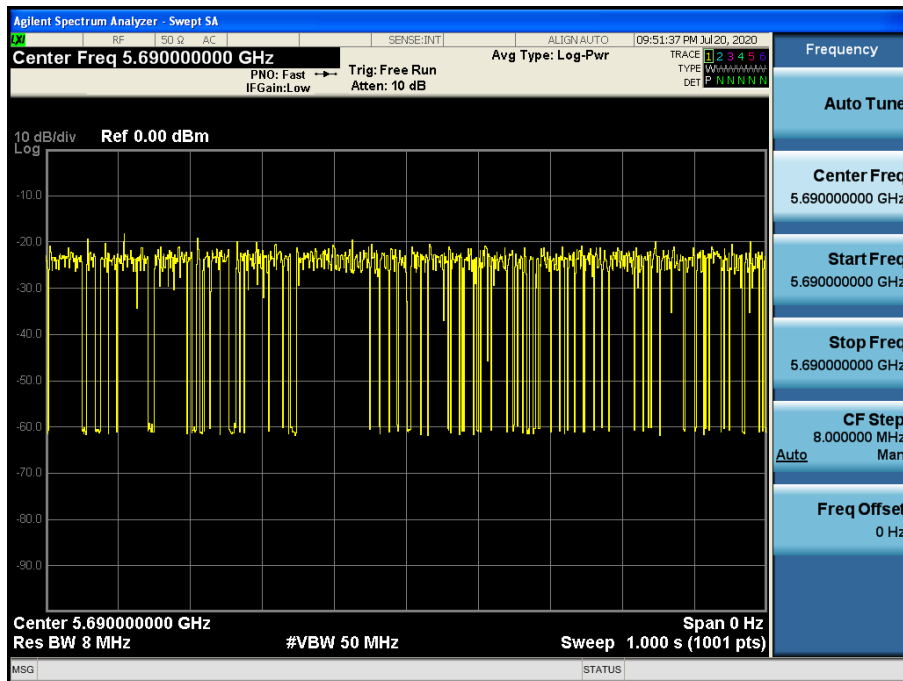 Agilent Spectrum Analyzer - Swept SA
LXI RF 50 Ω AC SENSE:INT ALIGN AUTO 09:51:37 PM Jul 20, 2020
Center Freq 5.690000000 GHz
PNO: Fast
IFGain:Low
Trig: Free Run
Atten: 10 dB
Avg Type: Log-Pwr
TRACE 1 2 3 4 5 6
TYPE W
DET P N N N N N
10 dB/div Ref 0.00 dBm
Log
-10.0
-20.0
-30.0
-40.0
-50.0
-60.0
-70.0
-80.0
-90.0
Center 5.690000000 GHz Span 0 Hz
Res BW 8 MHz #VBW 50 MHz Sweep 1.000 s (1001 pts)
MSG STATUS
Frequency
Auto Tune
Center Freq
5.690000000 GHz
Start Freq
5.690000000 GHz
Stop Freq
5.690000000 GHz
CF Step
8.000000 MHz
Auto Man
Freq Offset
0 Hz